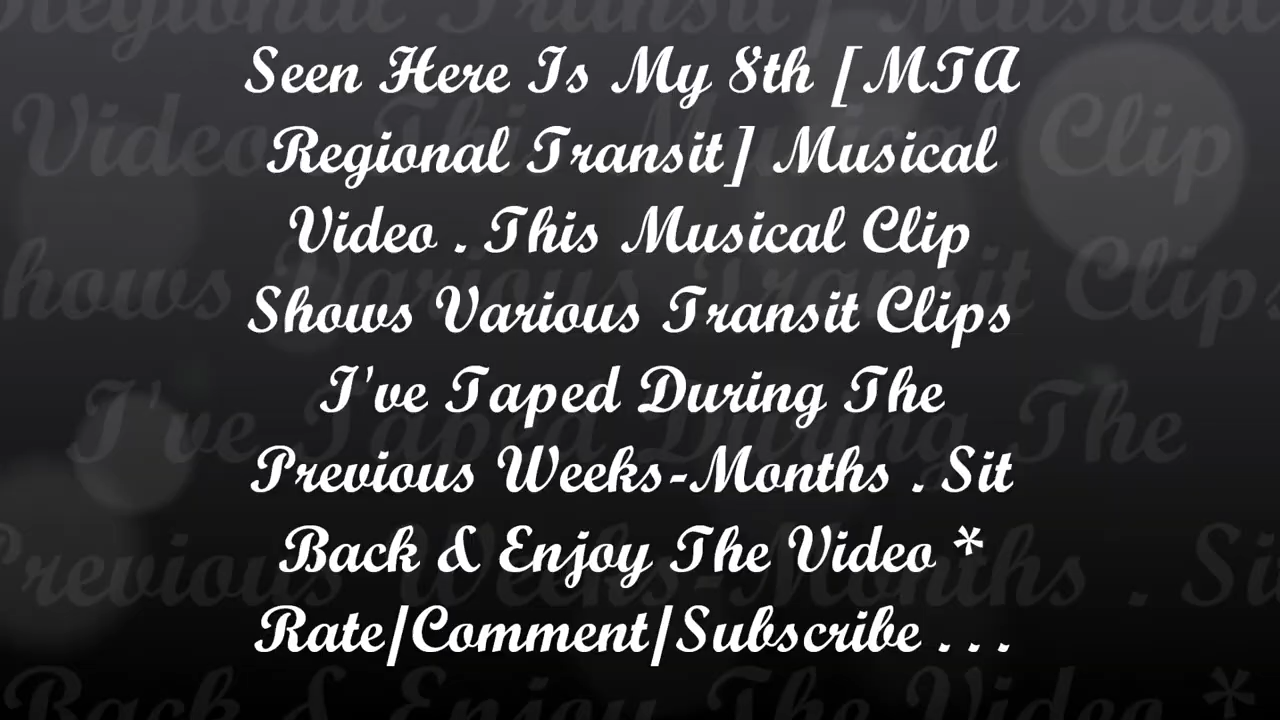 Seen Here Is My 8th [MTA
Regional Transit] Musical
Video . This Musical Clip
Shows Various Transit Clips
I've Taped During The
Previous Weeks-Months . Sit
Back & Enjoy The Video *
Rate/Comment/Subscribe . . .